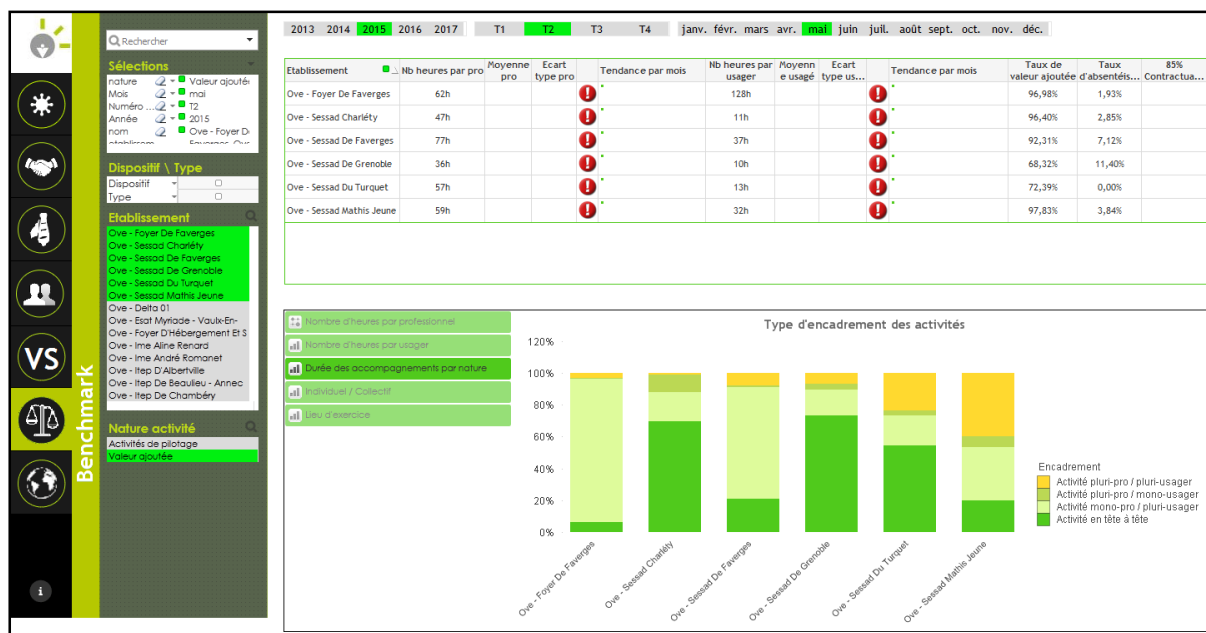 2013 2014 2015 2016 2017 T1 T2 T3 T4 janv. févr. mars avr. mai juin juil. août sept. oct. nov. déc.
Rechercher
Sélections
nature Valeur ajoutée
Mois mai
Numéro ... T2
Année 2015
nom Ove - Foyer D
Dispositif \ Type
Dispositif
Type
Etablissement
Ove - Foyer De Faverges
Ove - Sessad Charléty
Ove - Sessad De Faverges
Ove - Sessad De Grenoble
Ove - Sessad Du Turquet
Ove - Sessad Mathis Jeune
Ove - Delta 01
Ove - Esat Myriade - Vaulx-En-
Ove - Foyer D'Hébergement Et S
Ove - Ime Aline Renard
Ove - Ime André Romanet
Ove - Itep D'Albertville
Ove - Itep De Beaulieu - Annec
Ove - Itep De Chambéry
Nature activité
Activités de pilotage
Valeur ajoutée
VS
Benchmark
i
Etablissement Nb heures par pro Moyenne pro Ecart type pro Tendance par mois Nb heures par usager Moyenn e usagé Ecart type us... Tendance par mois Taux de valeur ajoutée Taux d'absentéis... 85% Contractua...
Ove - Foyer De Faverges 62h 128h 96,98% 1,93%
Ove - Sessad Charléty 47h 11h 96,40% 2,85%
Ove - Sessad De Faverges 77h 37h 92,31% 7,12%
Ove - Sessad De Grenoble 36h 10h 68,32% 11,40%
Ove - Sessad Du Turquet 57h 13h 72,39% 0,00%
Ove - Sessad Mathis Jeune 59h 32h 97,83% 3,84%
Nombre d'heures par professionnel
Nombre d'heures par usager
Durée des accompagnements par nature
Individuel / Collectif
Lieu d'exercice
Type d'encadrement des activités
120%
100%
80%
60%
40%
20%
0%
Ove - Foyer De Faverges
Ove - Sessad Charléty
Ove - Sessad De Faverges
Ove - Sessad De Grenoble
Ove - Sessad Du Turquet
Ove - Sessad Mathis Jeune
Encadrement
Activité pluri-pro / pluri-usager
Activité pluri-pro / mono-usager
Activité mono-pro / pluri-usager
Activité en tête à tête